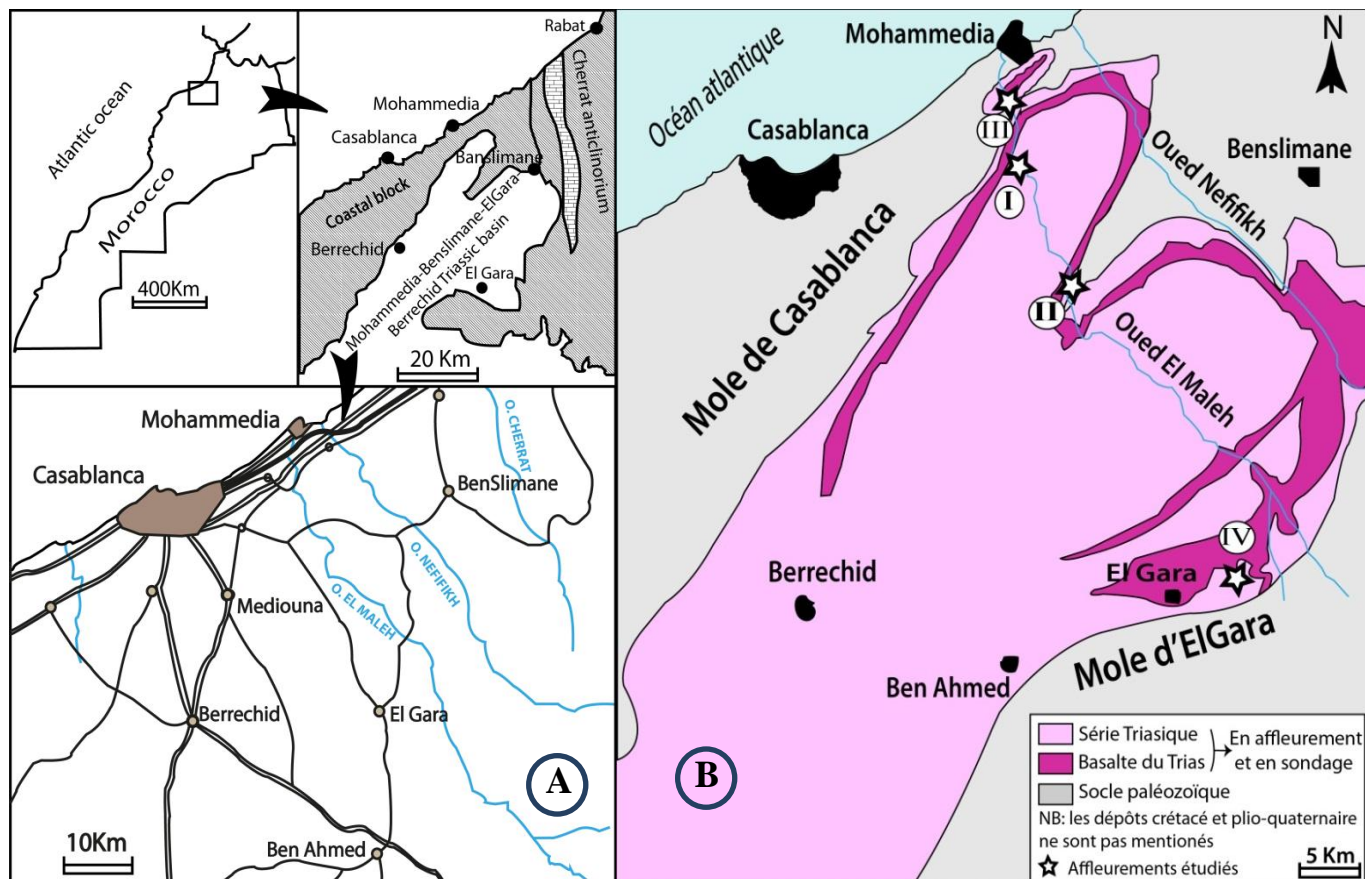 Atlantic ocean
Morocco
400Km
Rabat
Cherrat anticlinorium
Mohammedia
Casablanca
Banslimane
Coastal block
Berrechid
El Gara
Mohammedia-Benslimane-ElGara-
Berrechid Triassic basin
20 Km
Mohammedia
Casablanca
O. CHERRAT
BenSlimane
O. NEFIFIKH
O. EL MALEH
Mediouna
Berrechid
El Gara
A
10Km
Ben Ahmed
Océan atlantique
Mohammedia
N
Casablanca
III
Oued Nefifikh
Benslimane
I
Mole de Casablanca
II
Oued El Maleh
IV
Berrechid
El Gara
Mole d'ElGara
Ben Ahmed
B
Série Triasique
Basalte du Trias
En affleurement
et en sondage
Socle paléozoïque
NB: les dépôts crétacé et plio-quaternaire
ne sont pas mentionés
Affleurements étudiés
5 Km